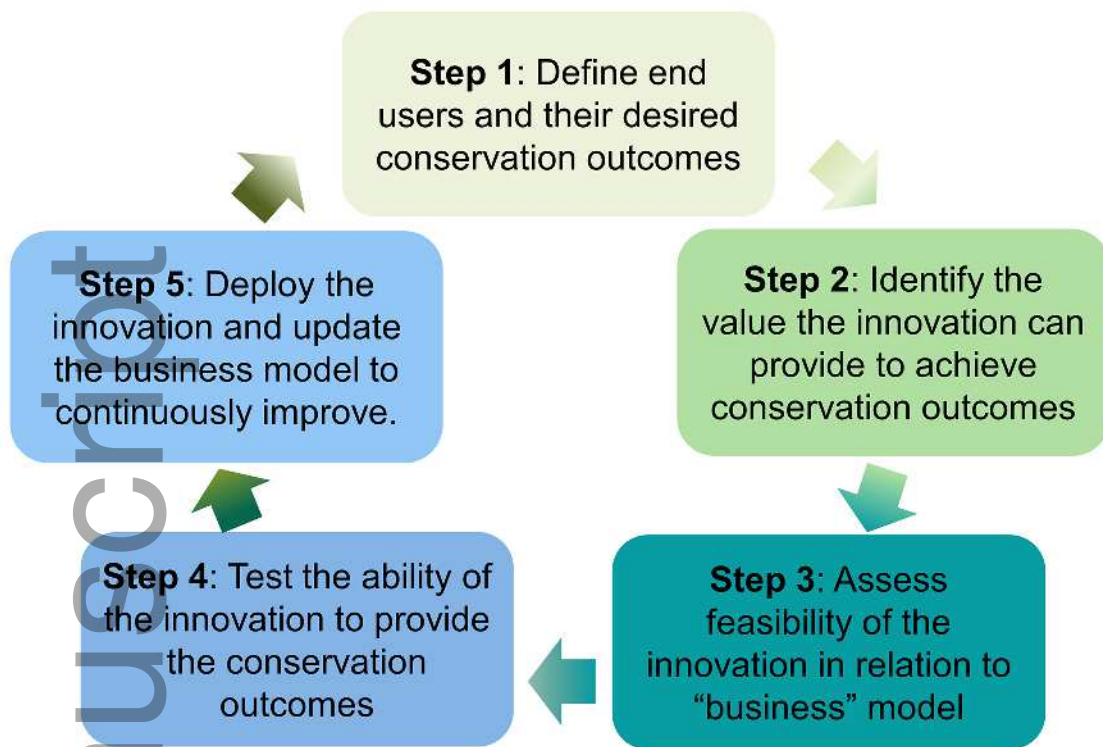 Step 1: Define end
users and their desired
conservation outcomes
Step 2: Identify the
value the innovation can
provide to achieve
conservation outcomes
Step 3: Assess
feasibility of the
innovation in relation to
“business” model
Step 4: Test the ability of
the innovation to provide
the conservation
outcomes
Step 5: Deploy the
innovation and update
the business model to
continuously improve.
uscript